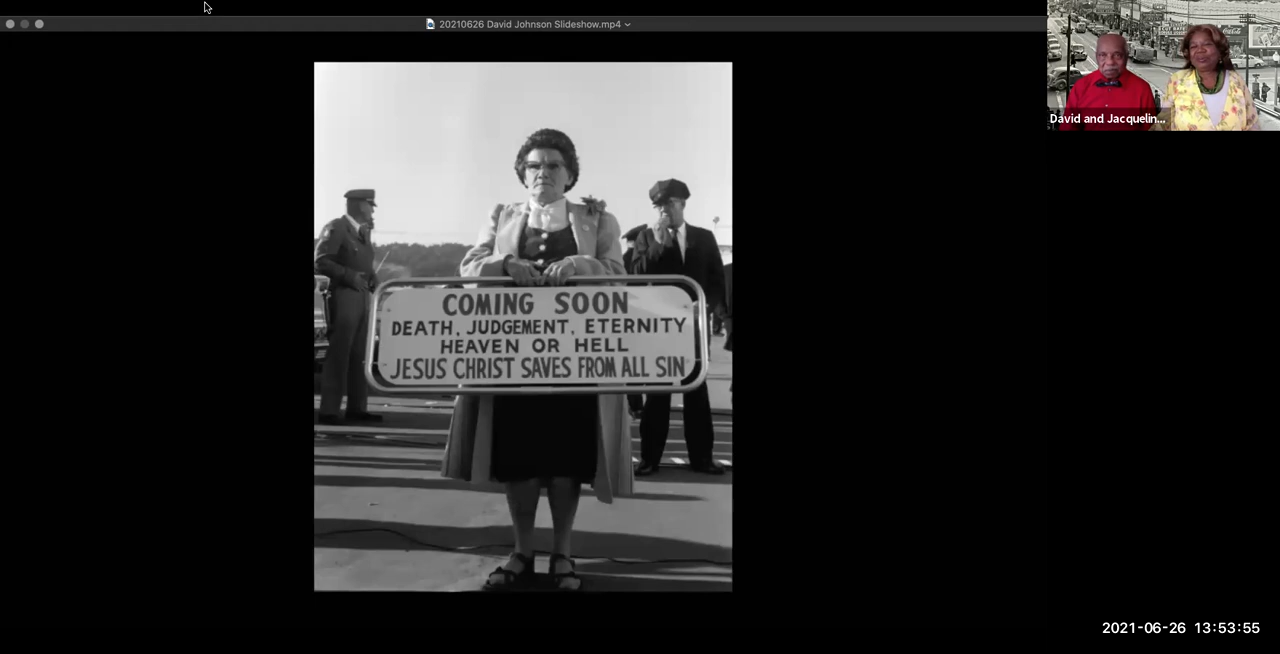 20210626 David Johnson Slideshow.mp4
David and Jacquelin...
COMING SOON
DEATH, JUDGEMENT, ETERNITY
HEAVEN OR HELL
JESUS CHRIST SAVES FROM ALL SIN
2021-06-26 13:53:55